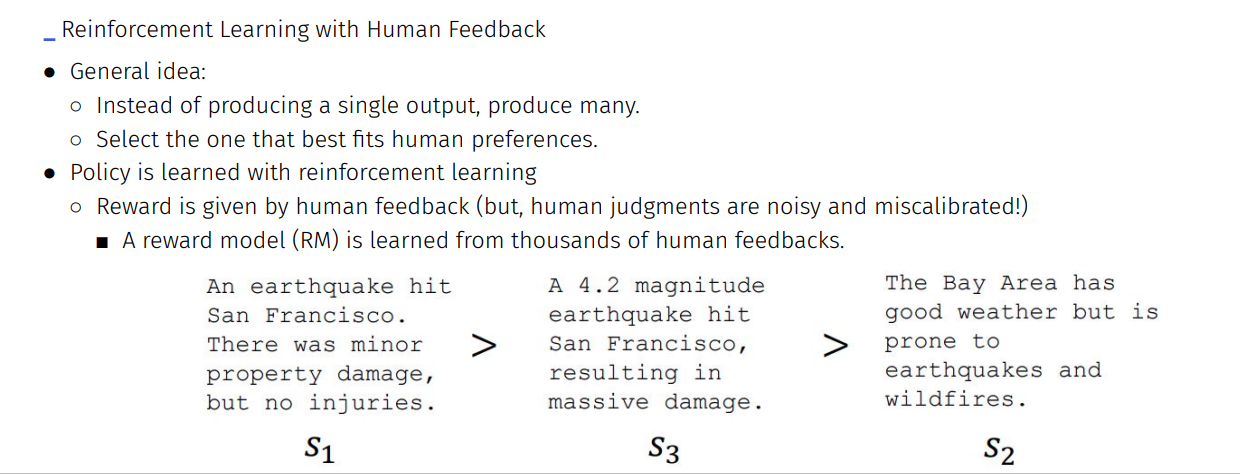 Reinforcement Learning with Human Feedback
● General idea:
○ Instead of producing a single output, produce many.
○ Select the one that best fits human preferences.
● Policy is learned with reinforcement learning
○ Reward is given by human feedback (but, human judgments are noisy and miscalibrated!)
■ A reward model (RM) is learned from thousands of human feedbacks.
An earthquake hit
San Francisco.
There was minor
property damage,
but no injuries.
>
A 4.2 magnitude
earthquake hit
San Francisco,
resulting in
massive damage.
>
The Bay Area has
good weather but is
prone to
earthquakes and
wildfires.
S1
S3
S2